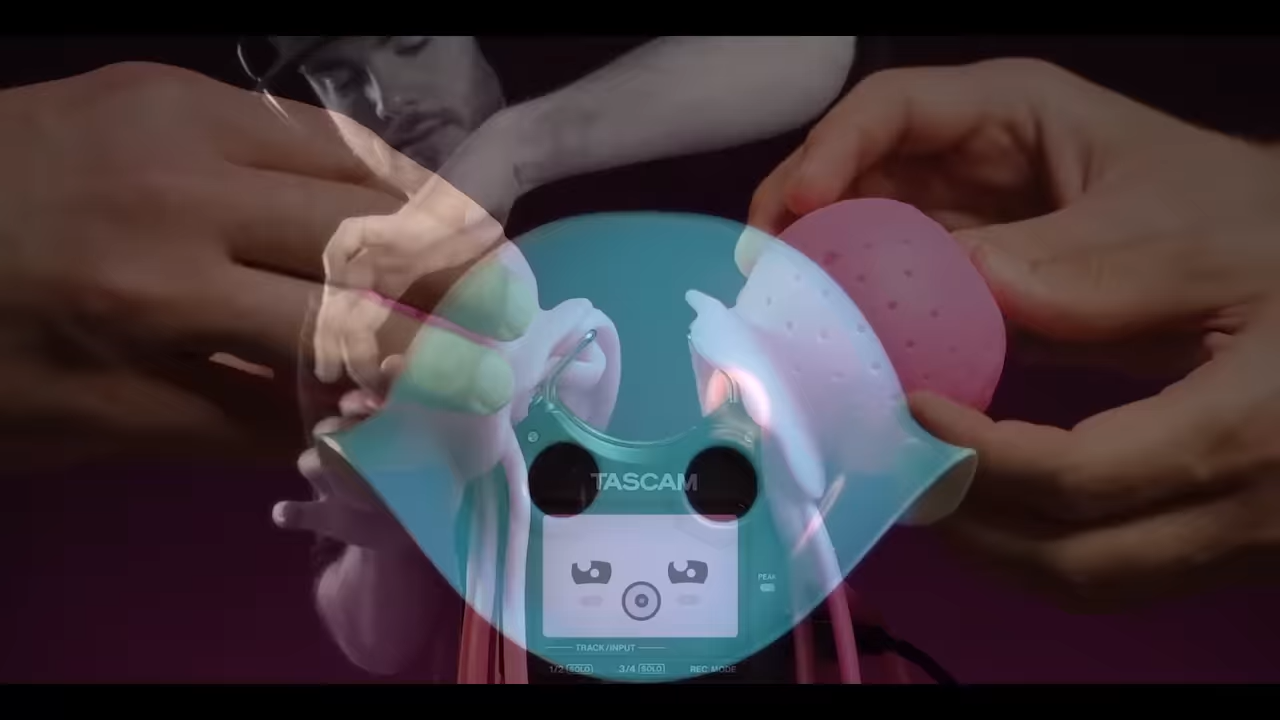 TASCAM
PEAK
TRACK/INPUT
1/2 SOLO 3/4 SOLO REC MODE